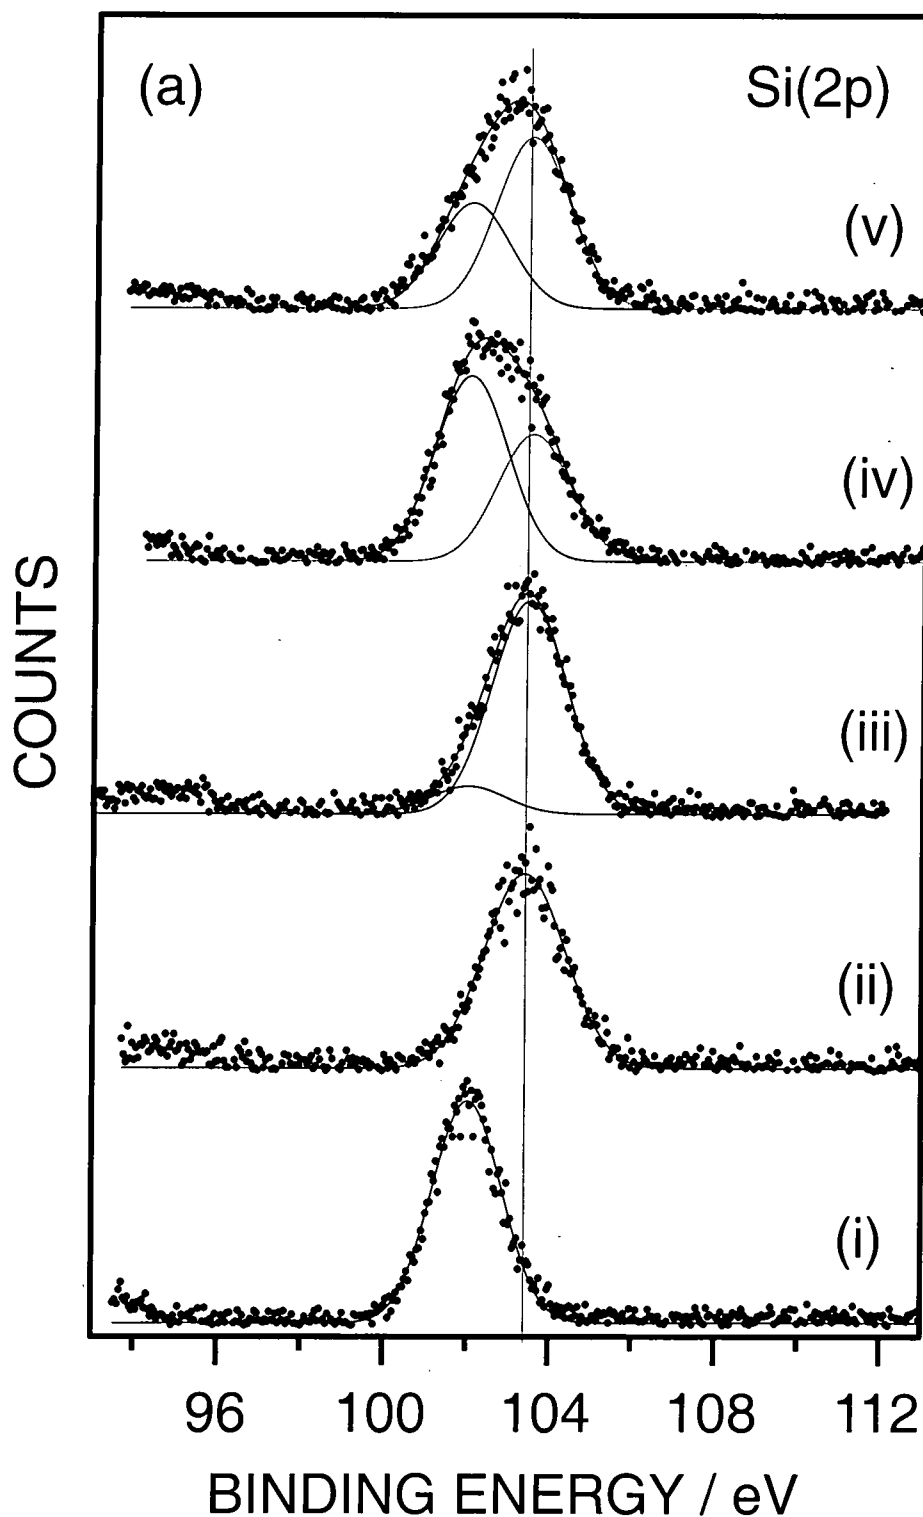 (a)
Si(2p)
(v)
(iv)
(iii)
(ii)
(i)
COUNTS
96 100 104 108 112
BINDING ENERGY / eV